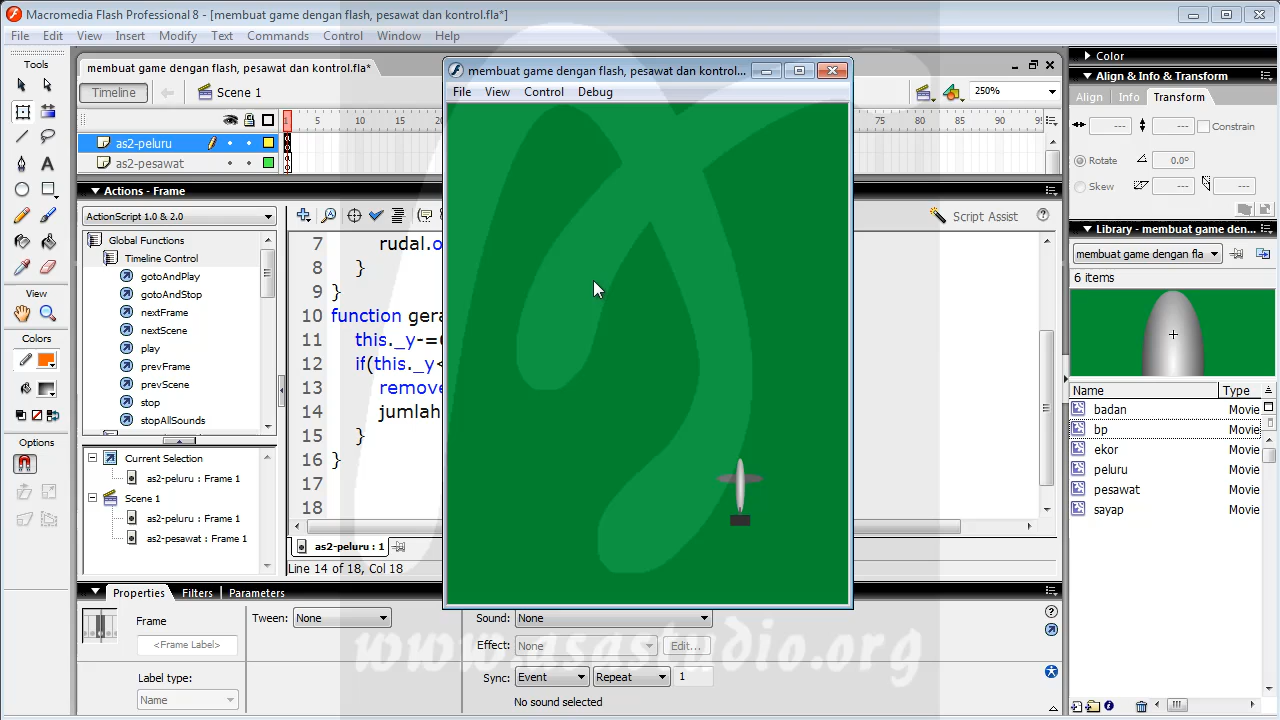 Macromedia Flash Professional 8 - [membuat game dengan flash, pesawat dan kontrol.fla*]
File Edit View Insert Modify Text Commands Control Window Help
Tools
View
Colors
Options
membuat game dengan flash, pesawat dan kontrol.fla*
Timeline
Scene 1
250%
1 5 10 15 20 75 80 85 90 95
as2-peluru
as2-pesawat
Actions - Frame
ActionScript 1.0 & 2.0
Global Functions
Timeline Control
gotoAndPlay
gotoAndStop
nextFrame
nextScene
play
prevFrame
prevScene
stop
stopAllSounds
Current Selection
as2-peluru : Frame 1
Scene 1
as2-peluru : Frame 1
as2-pesawat : Frame 1
Script Assist
7 rudal.o
8 }
9 }
10 function gera
11 this._y-=
12 if(this._y<
13 remove
14 jumlah
15 }
16 }
17
18
as2-peluru : 1
Line 14 of 18, Col 18
membuat game dengan flash, pesawat dan kontrol...
File View Control Debug
Properties Filters Parameters
Frame
<Frame Label>
Label type:
Name
Tween: None
Sound: None
Effect: None Edit...
Sync: Event Repeat 1
No sound selected
www.asastudio.org
Color
Align & Info & Transform
Align Info Transform
--- --- Constrain
Rotate 0.0°
Skew --- ---
Library - membuat game den...
membuat game dengan fla
6 items
Name Type
badan Movie
bp Movie
ekor Movie
peluru Movie
pesawat Movie
sayap Movie